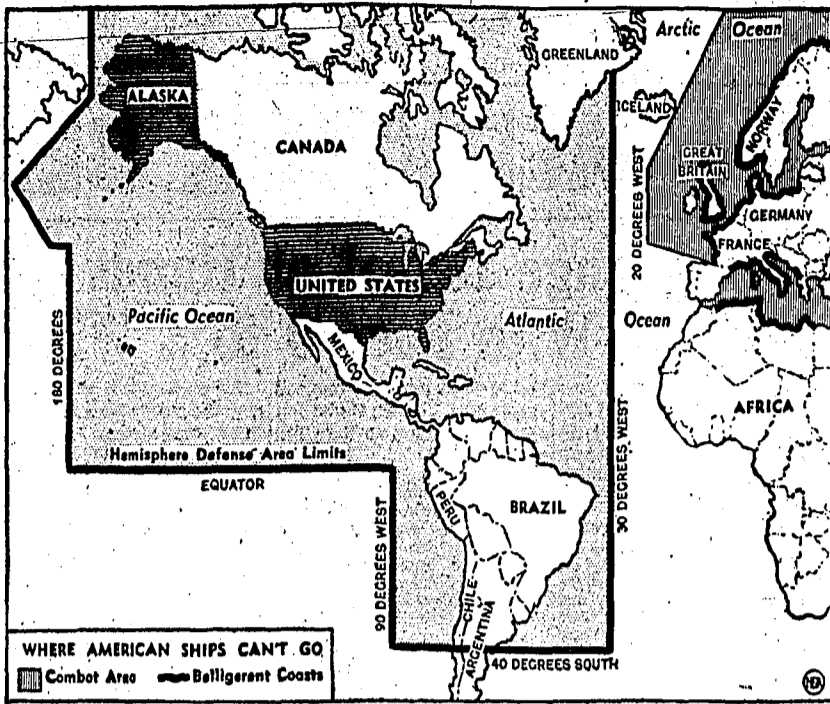 Arctic
Ocean
GREENLAND
ICELAND
ALASKA
CANADA
NORWAY
GREAT
BRITAIN
GERMANY
FRANCE
20 DEGREES WEST
UNITED STATES
Pacific Ocean
Atlantic
Ocean
180 DEGREES
MEXICO
AFRICA
Hemisphere Defense Area Limits
EQUATOR
30 DEGREES WEST
PERU
BRAZIL
90 DEGREES WEST
CHILE
ARGENTINA
40 DEGREES SOUTH
WHERE AMERICAN SHIPS CAN'T GO
Combat Area
Belligerent Coasts
NEA